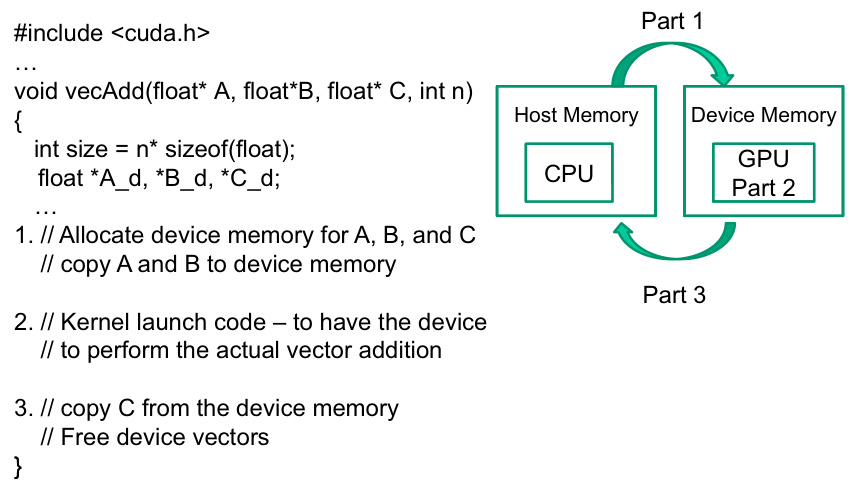 #include <cuda.h>
…
void vecAdd(float* A, float*B, float* C, int n)
{
int size = n* sizeof(float);
float *A_d, *B_d, *C_d;
…
1. // Allocate device memory for A, B, and C
// copy A and B to device memory
2. // Kernel launch code – to have the device
// to perform the actual vector addition
3. // copy C from the device memory
// Free device vectors
}
Part 1
Host Memory
CPU
Device Memory
GPU
Part 2
Part 3